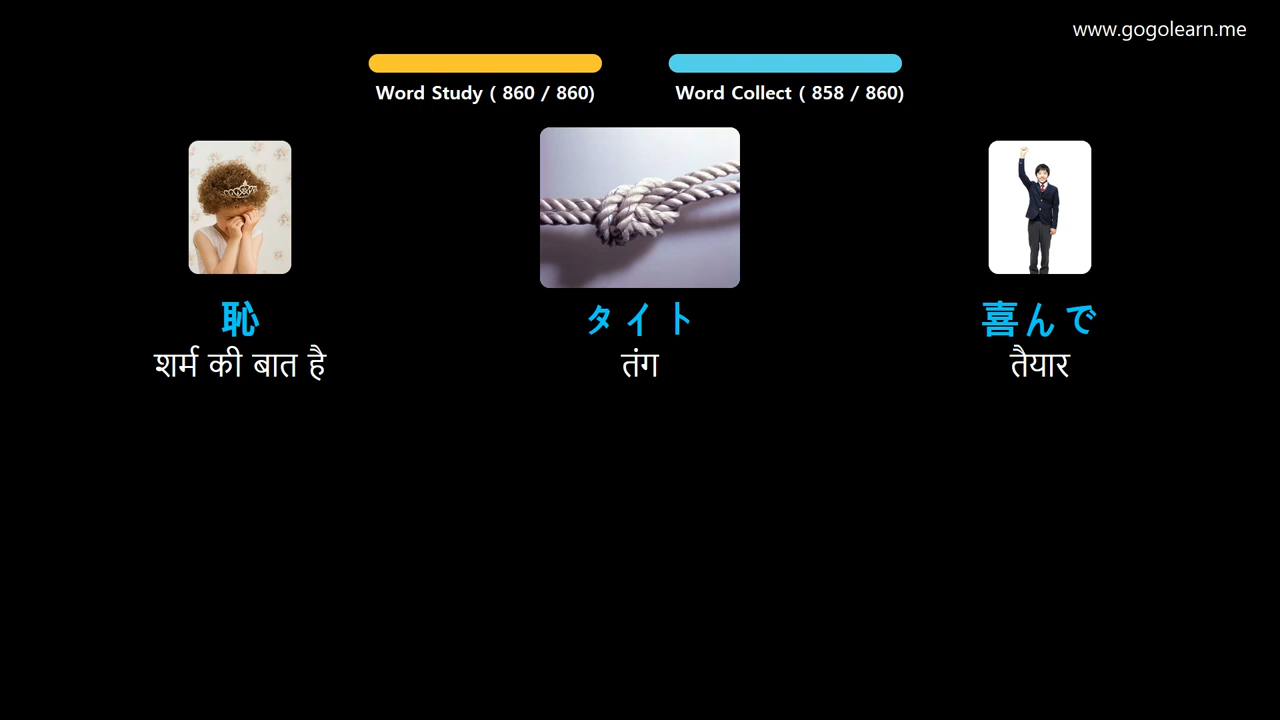 www.gogolearn.me
Word Study ( 860 / 860)
Word Collect ( 858 / 860)
恥
शर्म की बात है
タイト
तंग
喜んで
तैयार